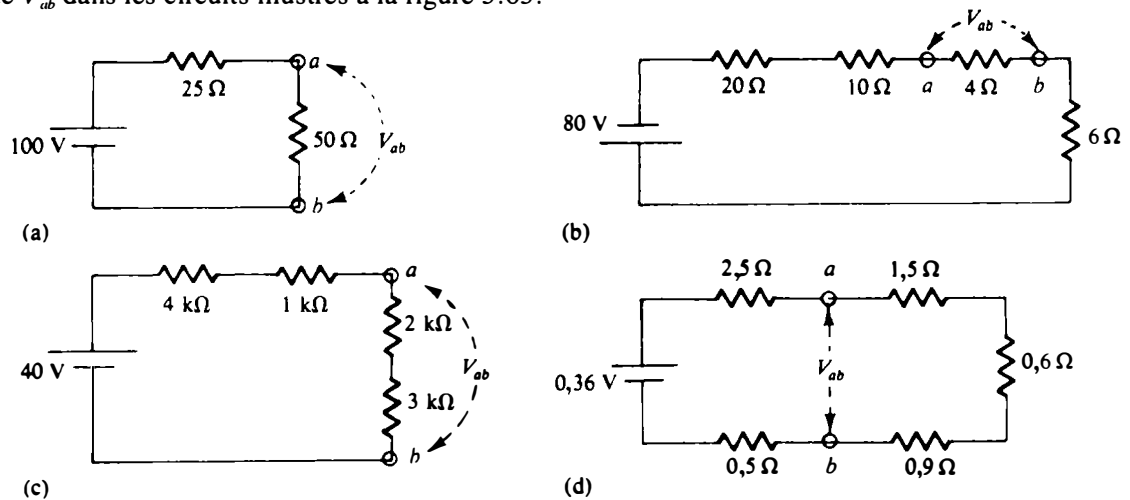 e V_ab dans les circuits illustrés à la figure 3.63.
a
25 Ω
100 V
50 Ω
V_ab
b
(a)
V_ab
20 Ω
10 Ω
a
4 Ω
b
80 V
6 Ω
(b)
a
4 kΩ
1 kΩ
2 kΩ
40 V
V_ab
3 kΩ
b
(c)
2,5 Ω
a
1,5 Ω
0,36 V
V_ab
0,6 Ω
0,5 Ω
b
0,9 Ω
(d)